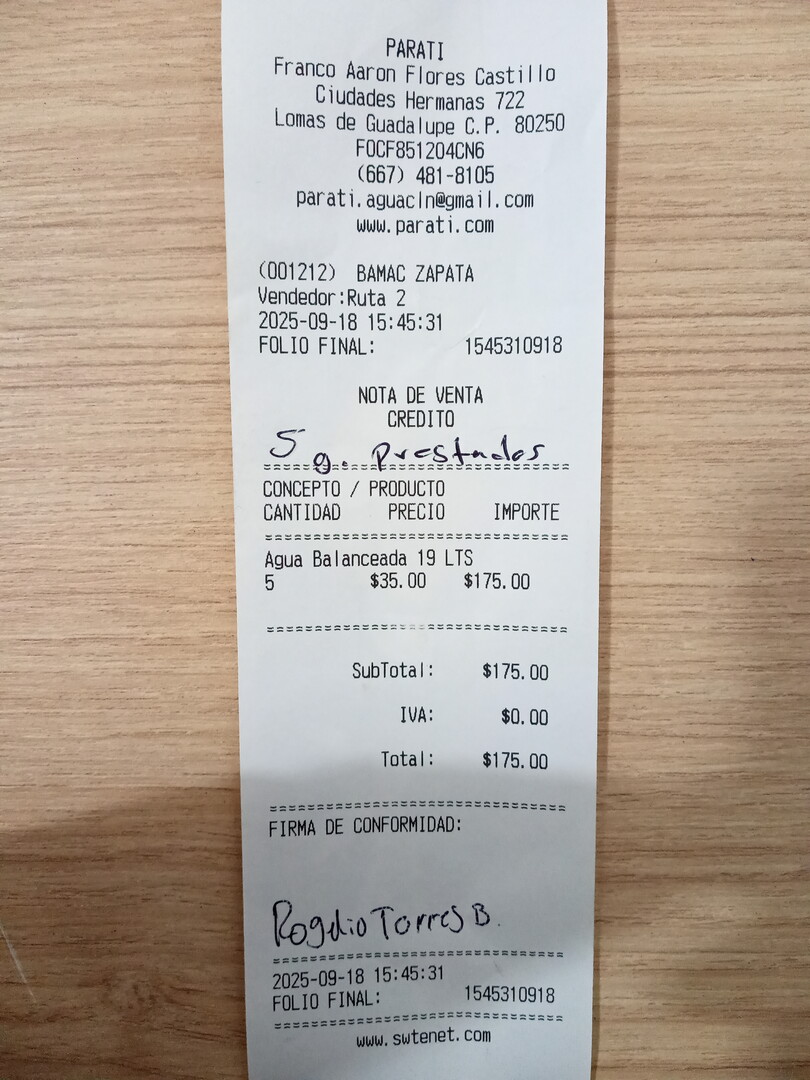 PARATI
Franco Aaron Flores Castillo
Ciudades Hermanas 722
Lomas de Guadalupe C.P. 80250
FOCF851204CN6
(667) 481-8105
parati.aguacln@gmail.com
www.parati.com
(001212) BAMAC ZAPATA
Vendedor:Ruta 2
2025-09-18 15:45:31
FOLIO FINAL: 1545310918
NOTA DE VENTA
CREDITO
5 g. prestados
==============================
CONCEPTO / PRODUCTO
CANTIDAD PRECIO IMPORTE
==============================
Agua Balanceada 19 LTS
5 $35.00 $175.00
==============================
SubTotal: $175.00
IVA: $0.00
Total: $175.00
==============================
FIRMA DE CONFORMIDAD:
Rogelio Torres B.
==============================
2025-09-18 15:45:31
FOLIO FINAL: 1545310918
==============================
www.swtenet.com